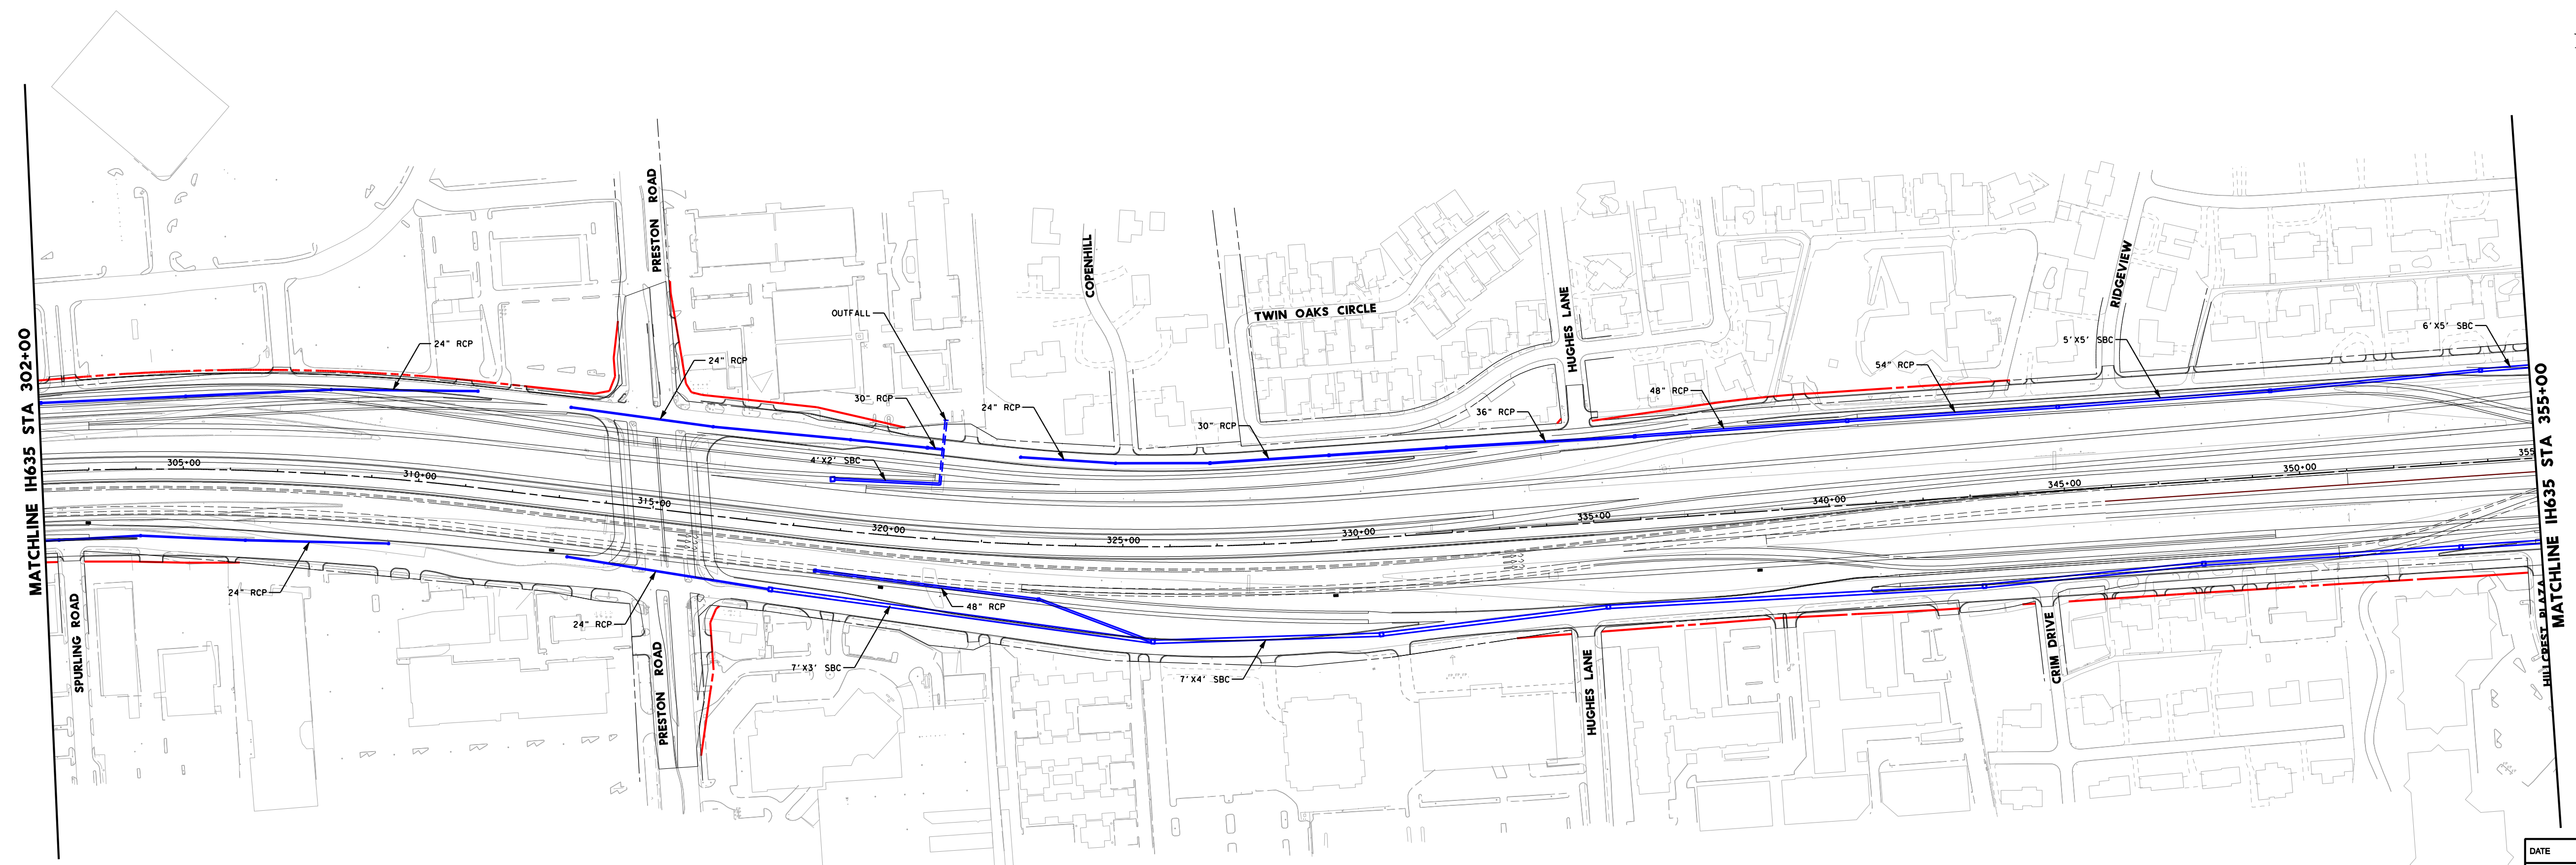 MATCHLINE IH635 STA 302+00
PRESTON ROAD
COPENHILL
TWIN OAKS CIRCLE
HUGHES LANE
RIDGEVIEW
OUTFALL
24" RCP
24" RCP
30" RCP
24" RCP
30" RCP
36" RCP
48" RCP
54" RCP
5'X5' SBC
6'X5' SBC
4'X2' SBC
305+00
310+00
315+00
320+00
325+00
330+00
335+00
340+00
345+00
350+00
355
MATCHLINE IH635 STA 355+00
24" RCP
SPURLING ROAD
24" RCP
PRESTON ROAD
48" RCP
7'X3' SBC
7'X4' SBC
HUGHES LANE
CRIM DRIVE
HILLCREST PLAZA
DATE